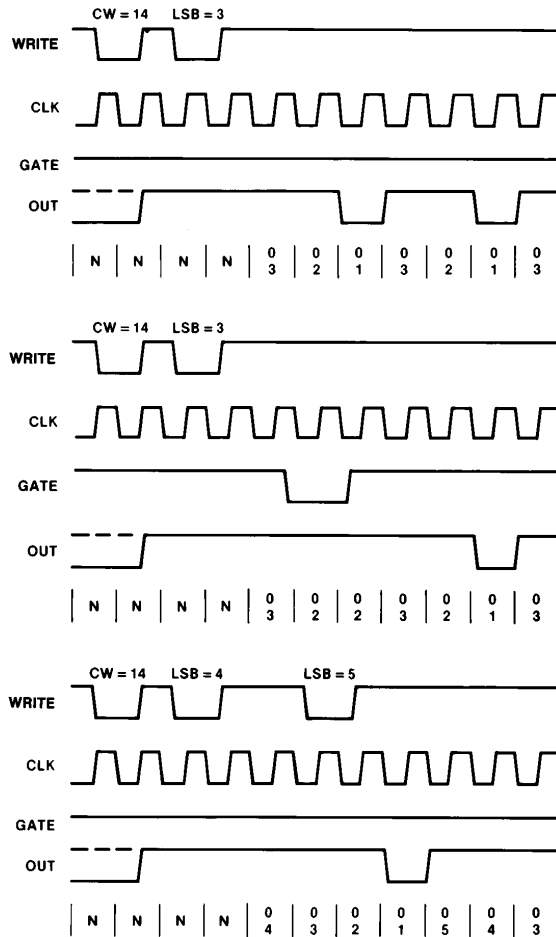 CW = 14 LSB = 3
WRITE
CLK
GATE
OUT
N N N N 0 0 0 0 0 0 0
3 2 1 3 2 1 3
CW = 14 LSB = 3
WRITE
CLK
GATE
OUT
N N N N 0 0 0 0 0 0 0
3 2 2 3 2 1 3
CW = 14 LSB = 4 LSB = 5
WRITE
CLK
GATE
OUT
N N N N 0 0 0 0 0 0 0
4 3 2 1 5 4 3